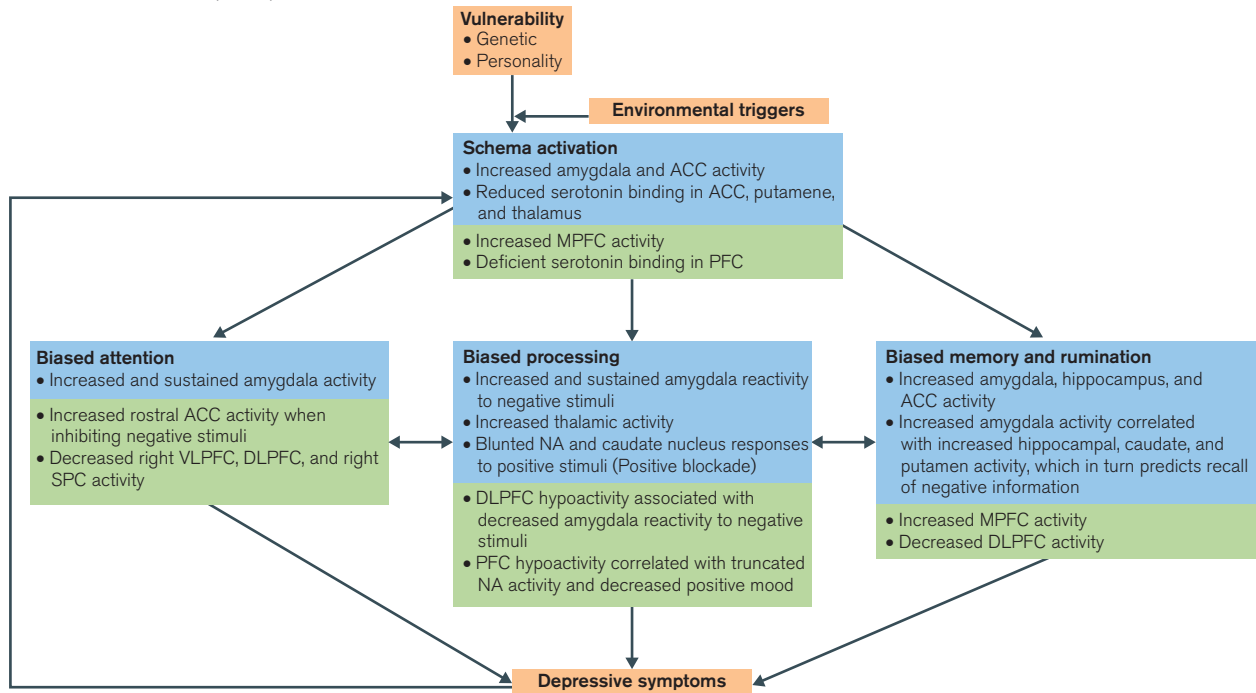 Vulnerability
• Genetic
• Personality
Environmental triggers
Schema activation
• Increased amygdala and ACC activity
• Reduced serotonin binding in ACC, putamene,
and thalamus
• Increased MPFC activity
• Deficient serotonin binding in PFC
Biased attention
• Increased and sustained amygdala activity
• Increased rostral ACC activity when
inhibiting negative stimuli
• Decreased right VLPFC, DLPFC, and right
SPC activity
Biased processing
• Increased and sustained amygdala reactivity
to negative stimuli
• Increased thalamic activity
• Blunted NA and caudate nucleus responses
to positive stimuli (Positive blockade)
• DLPFC hypoactivity associated with
decreased amygdala reactivity to negative
stimuli
• PFC hypoactivity correlated with truncated
NA activity and decreased positive mood
Biased memory and rumination
• Increased amygdala, hippocampus, and
ACC activity
• Increased amygdala activity correlated
with increased hippocampal, caudate, and
putamen activity, which in turn predicts recall
of negative information
• Increased MPFC activity
• Decreased DLPFC activity
Depressive symptoms